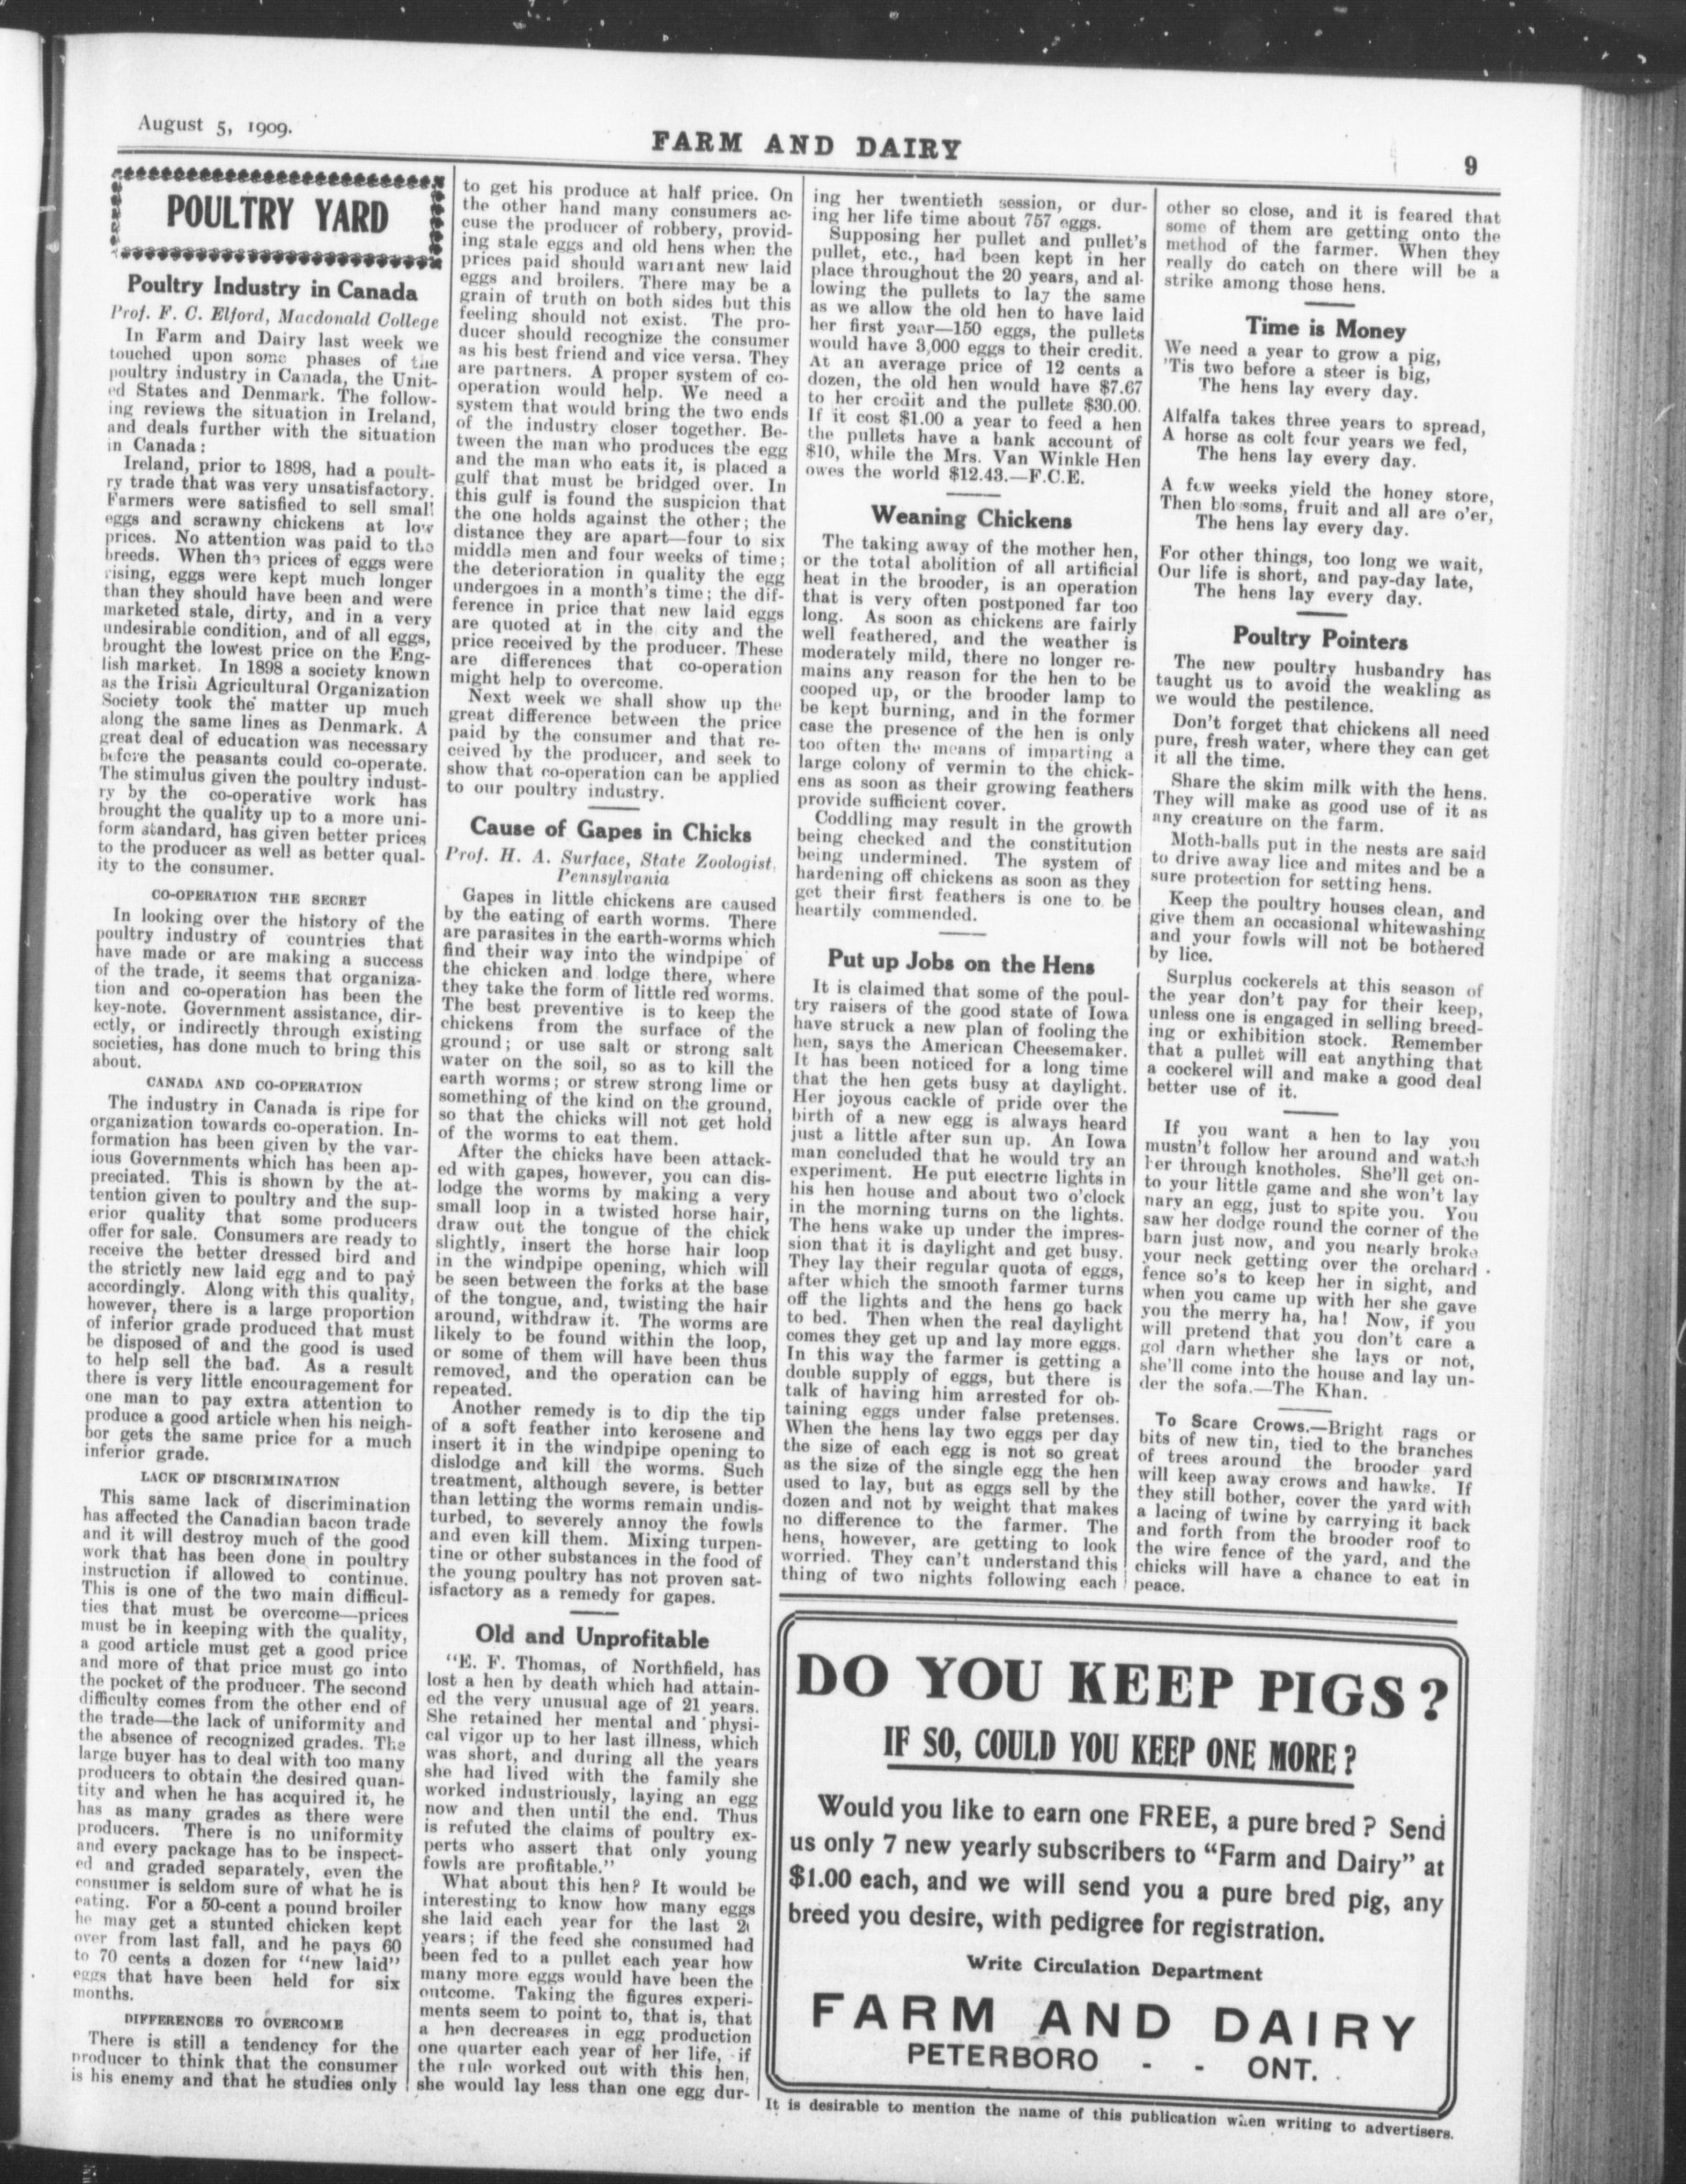 August 5, 1909.
FARM AND DAIRY
9
POULTRY YARD
Poultry Industry in Canada
Prof. F. C. Elford, Macdonald College
In Farm and Dairy last week we
touched upon some phases of the
poultry industry in Canada, the Unit-
ed States and Denmark. The follow-
ing reviews the situation in Ireland,
and deals further with the situation
in Canada:
Ireland, prior to 1898, had a poult-
ry trade that was very unsatisfactory.
Farmers were satisfied to sell small
eggs and scrawny chickens at low
prices. No attention was paid to the
breeds. When the prices of eggs were
rising, eggs were kept much longer
than they should have been and were
marketed stale, dirty, and in a very
undesirable condition, and of all eggs,
brought the lowest price on the Eng-
lish market. In 1898 a society known
as the Irish Agricultural Organization
Society took the matter up much
along the same lines as Denmark. A
great deal of education was necessary
before the peasants could co-operate.
The stimulus given the poultry indust-
ry by the co-operative work has
brought the quality up to a more uni-
form standard, has given better prices
to the producer as well as better qual-
ity to the consumer.
CO-OPERATION THE SECRET
In looking over the history of the
poultry industry of countries that
have made or are making a success
of the trade, it seems that organiza-
tion and co-operation has been the
key-note. Government assistance, dir-
ectly, or indirectly through existing
societies, has done much to bring this
about.
CANADA AND CO-OPERATION
The industry in Canada is ripe for
organization towards co-operation. In-
formation has been given by the var-
ious Governments which has been ap-
preciated. This is shown by the at-
tention given to poultry and the sup-
erior quality that some producers
offer for sale. Consumers are ready to
receive the better dressed bird and
the strictly new laid egg and to pay
accordingly. Along with this quality,
however, there is a large proportion
of inferior grade produced that must
be disposed of and the good is used
to help sell the bad. As a result
there is very little encouragement for
one man to pay extra attention to
produce a good article when his neigh-
bor gets the same price for a much
inferior grade.
LACK OF DISCRIMINATION
This same lack of discrimination
has affected the Canadian bacon trade
and it will destroy much of the good
work that has been done in poultry
instruction if allowed to continue.
This is one of the two main difficul-
ties that must be overcome—prices
must be in keeping with the quality,
a good article must get a good price
and more of that price must go into
the pocket of the producer. The second
difficulty comes from the other end of
the trade—the lack of uniformity and
the absence of recognized grades. The
large buyer has to deal with too many
producers to obtain the desired quan-
tity and when he has acquired it, he
has as many grades as there were
producers. There is no uniformity
and every package has to be inspect-
ed and graded separately, even the
consumer is seldom sure of what he is
eating. For a 50-cent a pound broiler
he may get a stunted chicken kept
over from last fall, and he pays 60
to 70 cents a dozen for "new laid"
eggs that have been held for six
months.
DIFFERENCES TO OVERCOME
There is still a tendency for the
producer to think that the consumer
is his enemy and that he studies only
to get his produce at half price. On
the other hand many consumers ac-
cuse the producer of robbery, provid-
ing stale eggs and old hens when the
prices paid should warrant new laid
eggs and broilers. There may be a
grain of truth on both sides but this
feeling should not exist. The pro-
ducer should recognize the consumer
as his best friend and vice versa. They
are partners. A proper system of co-
operation would help. We need a
system that would bring the two ends
of the industry closer together. Be-
tween the man who produces the egg
and the man who eats it, is placed a
gulf that must be bridged over. In
this gulf is found the suspicion that
the one holds against the other; the
distance they are apart—four to six
middle men and four weeks of time;
the deterioration in quality the egg
undergoes in a month's time; the dif-
ference in price that new laid eggs
are quoted at in the city and the
price received by the producer. These
are differences that co-operation
might help to overcome.
Next week we shall show up the
great difference between the price
paid by the consumer and that re-
ceived by the producer, and seek to
show that co-operation can be applied
to our poultry industry.
Cause of Gapes in Chicks
Prof. H. A. Surface, State Zoologist,
Pennsylvania
Gapes in little chickens are caused
by the eating of earth worms. There
are parasites in the earth-worms which
find their way into the windpipe of
the chicken and lodge there, where
they take the form of little red worms.
The best preventive is to keep the
chickens from the surface of the
ground; or use salt or strong salt
water on the soil, so as to kill the
earth worms; or strew strong lime or
something of the kind on the ground,
so that the chicks will not get hold
of the worms to eat them.
After the chicks have been attack-
ed with gapes, however, you can dis-
lodge the worms by making a very
small loop in a twisted horse hair,
draw out the tongue of the chick
slightly, insert the horse hair loop
in the windpipe opening, which will
be seen between the forks at the base
of the tongue, and, twisting the hair
around, withdraw it. The worms are
likely to be found within the loop,
or some of them will have been thus
removed, and the operation can be
repeated.
Another remedy is to dip the tip
of a soft feather into kerosene and
insert it in the windpipe opening to
dislodge and kill the worms. Such
treatment, although severe, is better
than letting the worms remain undis-
turbed, to severely annoy the fowls
and even kill them. Mixing turpen-
tine or other substances in the food of
the young poultry has not proven sat-
isfactory as a remedy for gapes.
Old and Unprofitable
"E. F. Thomas, of Northfield, has
lost a hen by death which had attain-
ed the very unusual age of 21 years.
She retained her mental and physi-
cal vigor up to her last illness, which
was short, and during all the years
she had lived with the family she
worked industriously, laying an egg
now and then until the end. Thus
is refuted the claims of poultry ex-
perts who assert that only young
fowls are profitable."
What about this hen? It would be
interesting to know how many eggs
she laid each year for the last
years; if the feed she consumed had
been fed to a pullet each year how
many more eggs would have been the
outcome. Taking the figures experi-
ments seem to point to, that is, that
a hen decreases in egg production
one quarter each year of her life, if
the rule worked out with this hen,
she would lay less than one egg dur-
ing her twentieth session, or dur-
ing her life time about 757 eggs.
Supposing her pullet and pullet's
pullet, etc., had been kept in her
place throughout the 20 years, and al-
lowing the pullets to lay the same
as we allow the old hen to have laid
her first year—150 eggs, the pullets
would have 3,000 eggs to their credit.
At an average price of 12 cents a
dozen, the old hen would have $7.67
to her credit and the pullets $30.00.
If it cost $1.00 a year to feed a hen
the pullets have a bank account of
$10, while the Mrs. Van Winkle Hen
owes the world $12.43.—F.C.E.
Weaning Chickens
The taking away of the mother hen,
or the total abolition of all artificial
heat in the brooder, is an operation
that is very often postponed far too
long. As soon as chickens are fairly
well feathered, and the weather is
moderately mild, there no longer re-
mains any reason for the hen to be
cooped up, or the brooder lamp to
be kept burning, and in the former
case the presence of the hen is only
too often the means of imparting a
large colony of vermin to the chick-
ens as soon as their growing feathers
provide sufficient cover.
Coddling may result in the growth
being checked and the constitution
being undermined. The system of
hardening off chickens as soon as they
get their first feathers is one to be
heartily commended.
Put up Jobs on the Hens
It is claimed that some of the poul-
try raisers of the good state of Iowa
have struck a new plan of fooling the
hen, says the American Cheesemaker.
It has been noticed for a long time
that the hen gets busy at daylight.
Her joyous cackle of pride over the
birth of a new egg is always heard
just a little after sun up. An Iowa
man concluded that he would try an
experiment. He put electric lights in
his hen house and about two o'clock
in the morning turns on the lights.
The hens wake up under the impres-
sion that it is daylight and get busy.
They lay their regular quota of eggs,
after which the smooth farmer turns
off the lights and the hens go back
to bed. Then when the real daylight
comes they get up and lay more eggs.
In this way the farmer is getting a
double supply of eggs, but there is
talk of having him arrested for ob-
taining eggs under false pretenses.
When the hens lay two eggs per day
the size of each egg is not so great
as the size of the single egg the hen
used to lay, but as eggs sell by the
dozen and not by weight that makes
no difference to the farmer. The
hens, however, are getting to look
worried. They can't understand this
thing of two nights following each
other so close, and it is feared that
some of them are getting onto the
method of the farmer. When they
really do catch on there will be a
strike among those hens.
Time is Money
We need a year to grow a pig,
'Tis two before a steer is big,
The hens lay every day.
Alfalfa takes three years to spread,
A horse as colt four years we fed,
The hens lay every day.
A few weeks yield the honey store,
Then blossoms, fruit and all are o'er,
The hens lay every day.
For other things, too long we wait,
Our life is short, and pay-day late,
The hens lay every day.
Poultry Pointers
The new poultry husbandry has
taught us to avoid the weakling as
we would the pestilence.
Don't forget that chickens all need
pure, fresh water, where they can get
it all the time.
Share the skim milk with the hens.
They will make as good use of it as
any creature on the farm.
Moth-balls put in the nests are said
to drive away lice and mites and be a
sure protection for setting hens.
Keep the poultry houses clean, and
give them an occasional whitewashing
and your fowls will not be bothered
by lice.
Surplus cockerels at this season of
the year don't pay for their keep,
unless one is engaged in selling breed-
ing or exhibition stock. Remember
that a pullet will eat anything that
a cockerel will and make a good deal
better use of it.
If you want a hen to lay you
mustn't follow her around and watch
her through knotholes. She'll get on-
to your little game and she won't lay
nary an egg, just to spite you. You
saw her dodge round the corner of the
barn just now, and you nearly broke
your neck getting over the orchard
fence so's to keep her in sight, and
when you came up with her she gave
you the merry ha, ha! Now, if you
will pretend that you don't care a
gol darn whether she lays or not,
she'll come into the house and lay un-
der the sofa.—The Khan.
To Scare Crows.—Bright rags or
bits of new tin, tied to the branches
of trees around the brooder yard
will keep away crows and hawks. If
they still bother, cover the yard with
a lacing of twine by carrying it back
and forth from the brooder roof to
the wire fence of the yard, and the
chicks will have a chance to eat in
peace.
DO YOU KEEP PIGS?
IF SO, COULD YOU KEEP ONE MORE?
Would you like to earn one FREE, a pure bred? Send
us only 7 new yearly subscribers to "Farm and Dairy" at
$1.00 each, and we will send you a pure bred pig, any
breed you desire, with pedigree for registration.
Write Circulation Department
FARM AND DAIRY
PETERBORO - - ONT.
It is desirable to mention the name of this publication when writing to advertisers.